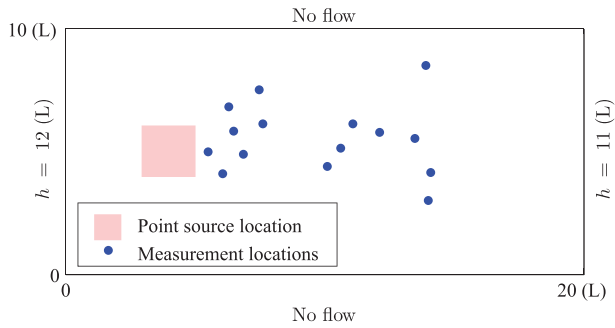 No flow
10 (L)
h = 12 (L)
h = 11 (L)
Point source location
Measurement locations
0
0
20 (L)
No flow